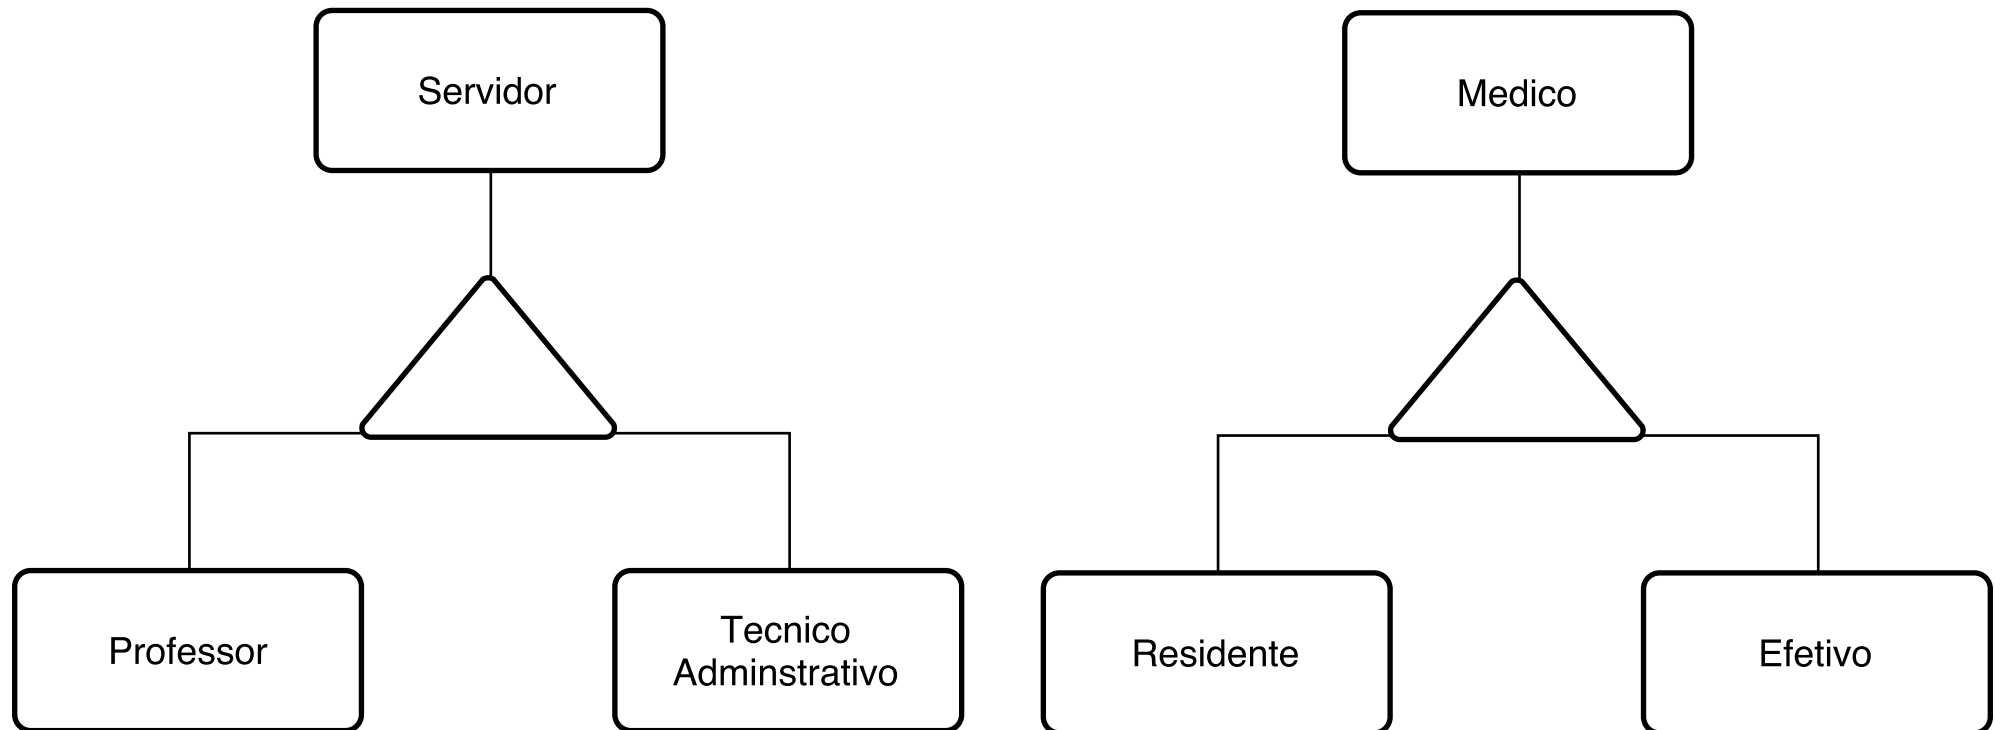 Servidor
Medico
Professor
Tecnico
Adminstrativo
Residente
Efetivo